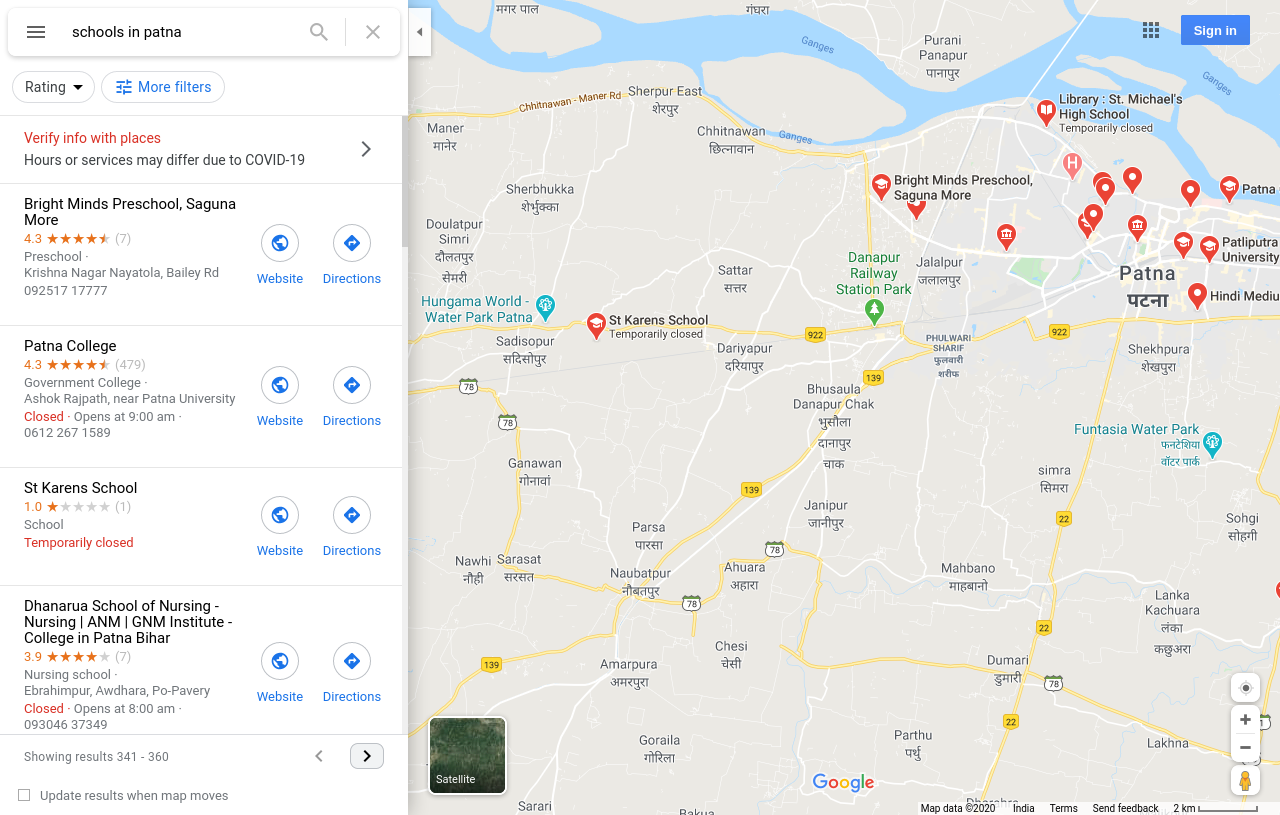 schools in patna
Rating
More filters
Verify info with places
Hours or services may differ due to COVID-19
Bright Minds Preschool, Saguna
More
4.3 (7)
Preschool ·
Krishna Nagar Nayatola, Bailey Rd
092517 17777
Website
Directions
Patna College
4.3 (479)
Government College ·
Ashok Rajpath, near Patna University
Closed · Opens at 9:00 am ·
0612 267 1589
Website
Directions
St Karens School
1.0 (1)
School
Temporarily closed
Website
Directions
Dhanarua School of Nursing -
Nursing | ANM | GNM Institute -
College in Patna Bihar
3.9 (7)
Nursing school ·
Ebrahimpur, Awdhara, Po-Pavery
Closed · Opens at 8:00 am ·
093046 37349
Website
Directions
Showing results 341 - 360
Update results when map moves
Sign in
मगर पाल
गंघरा
Ganges
Purani
Panapur
पानापुर
Ganges
Chhitnawan - Maner Rd
Sherpur East
शेरपुर
Library : St. Michael's
High School
Temporarily closed
Maner
मानेर
Chhitnawan
छित्नावान
Ganges
H
Bright Minds Preschool,
Saguna More
Patna
Sherbhukka
शेर्भुक्का
Doulatpur
Simri
दौलतपुर
सेमरी
Patliputra
University
Danapur
Railway
Station Park
Jalalpur
जलालपुर
Sattar
सत्तर
Patna
पटना
Hindi Mediu
Hungama World -
Water Park Patna
St Karens School
Temporarily closed
922
922
Sadisopur
सदिसोपुर
Dariyapur
दरियापुर
PHULWARI
SHARIF
फुलवारी
शरीफ
Shekhpura
शेखपुरा
139
78
Bhusaula
Danapur Chak
भुसौला
दानापुर
चाक
78
Funtasia Water Park
फनटेशिया
वॉटर पार्क
Ganawan
गोनावां
simra
सिमरा
139
Janipur
जानीपुर
22
Sohgi
सोहगी
Parsa
पारसा
78
Nawhi
नौही
Sarasat
सरसत
Naubatpur
नौबतपुर
Ahuara
अहारा
Mahbano
माहबानो
78
Lanka
Kachuara
लंका
कछुअरा
22
Chesi
चेसी
139
Amarpura
अमरपुरा
Dumari
डुमारी
78
22
Goraila
गोरिला
Parthu
पर्थु
Lakhna
Satellite
Google
Sarari
Bakua
Dharaha
Map data ©2020 India Terms Send feedback 2 km